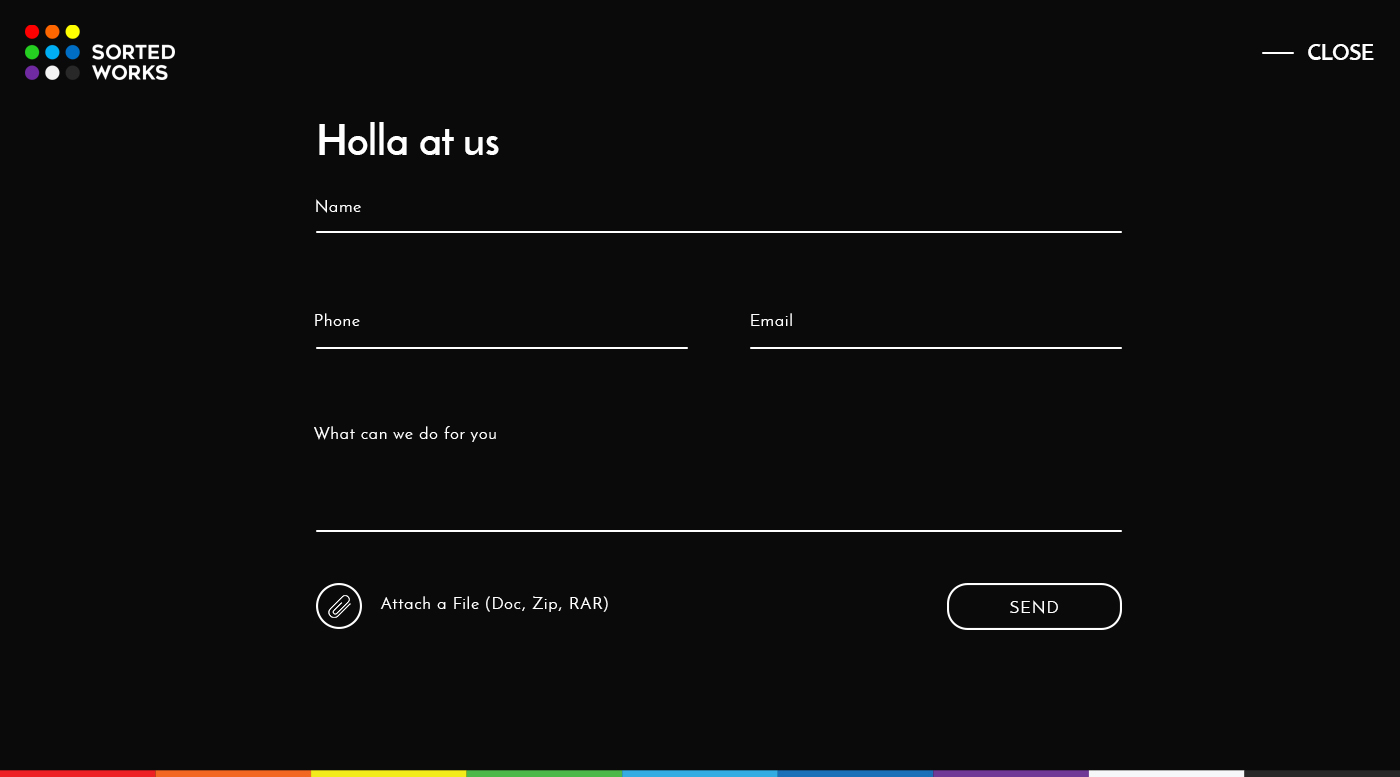 SORTED
WORKS
CLOSE
Holla at us
Name
Phone
Email
What can we do for you
Attach a File (Doc, Zip, RAR)
SEND